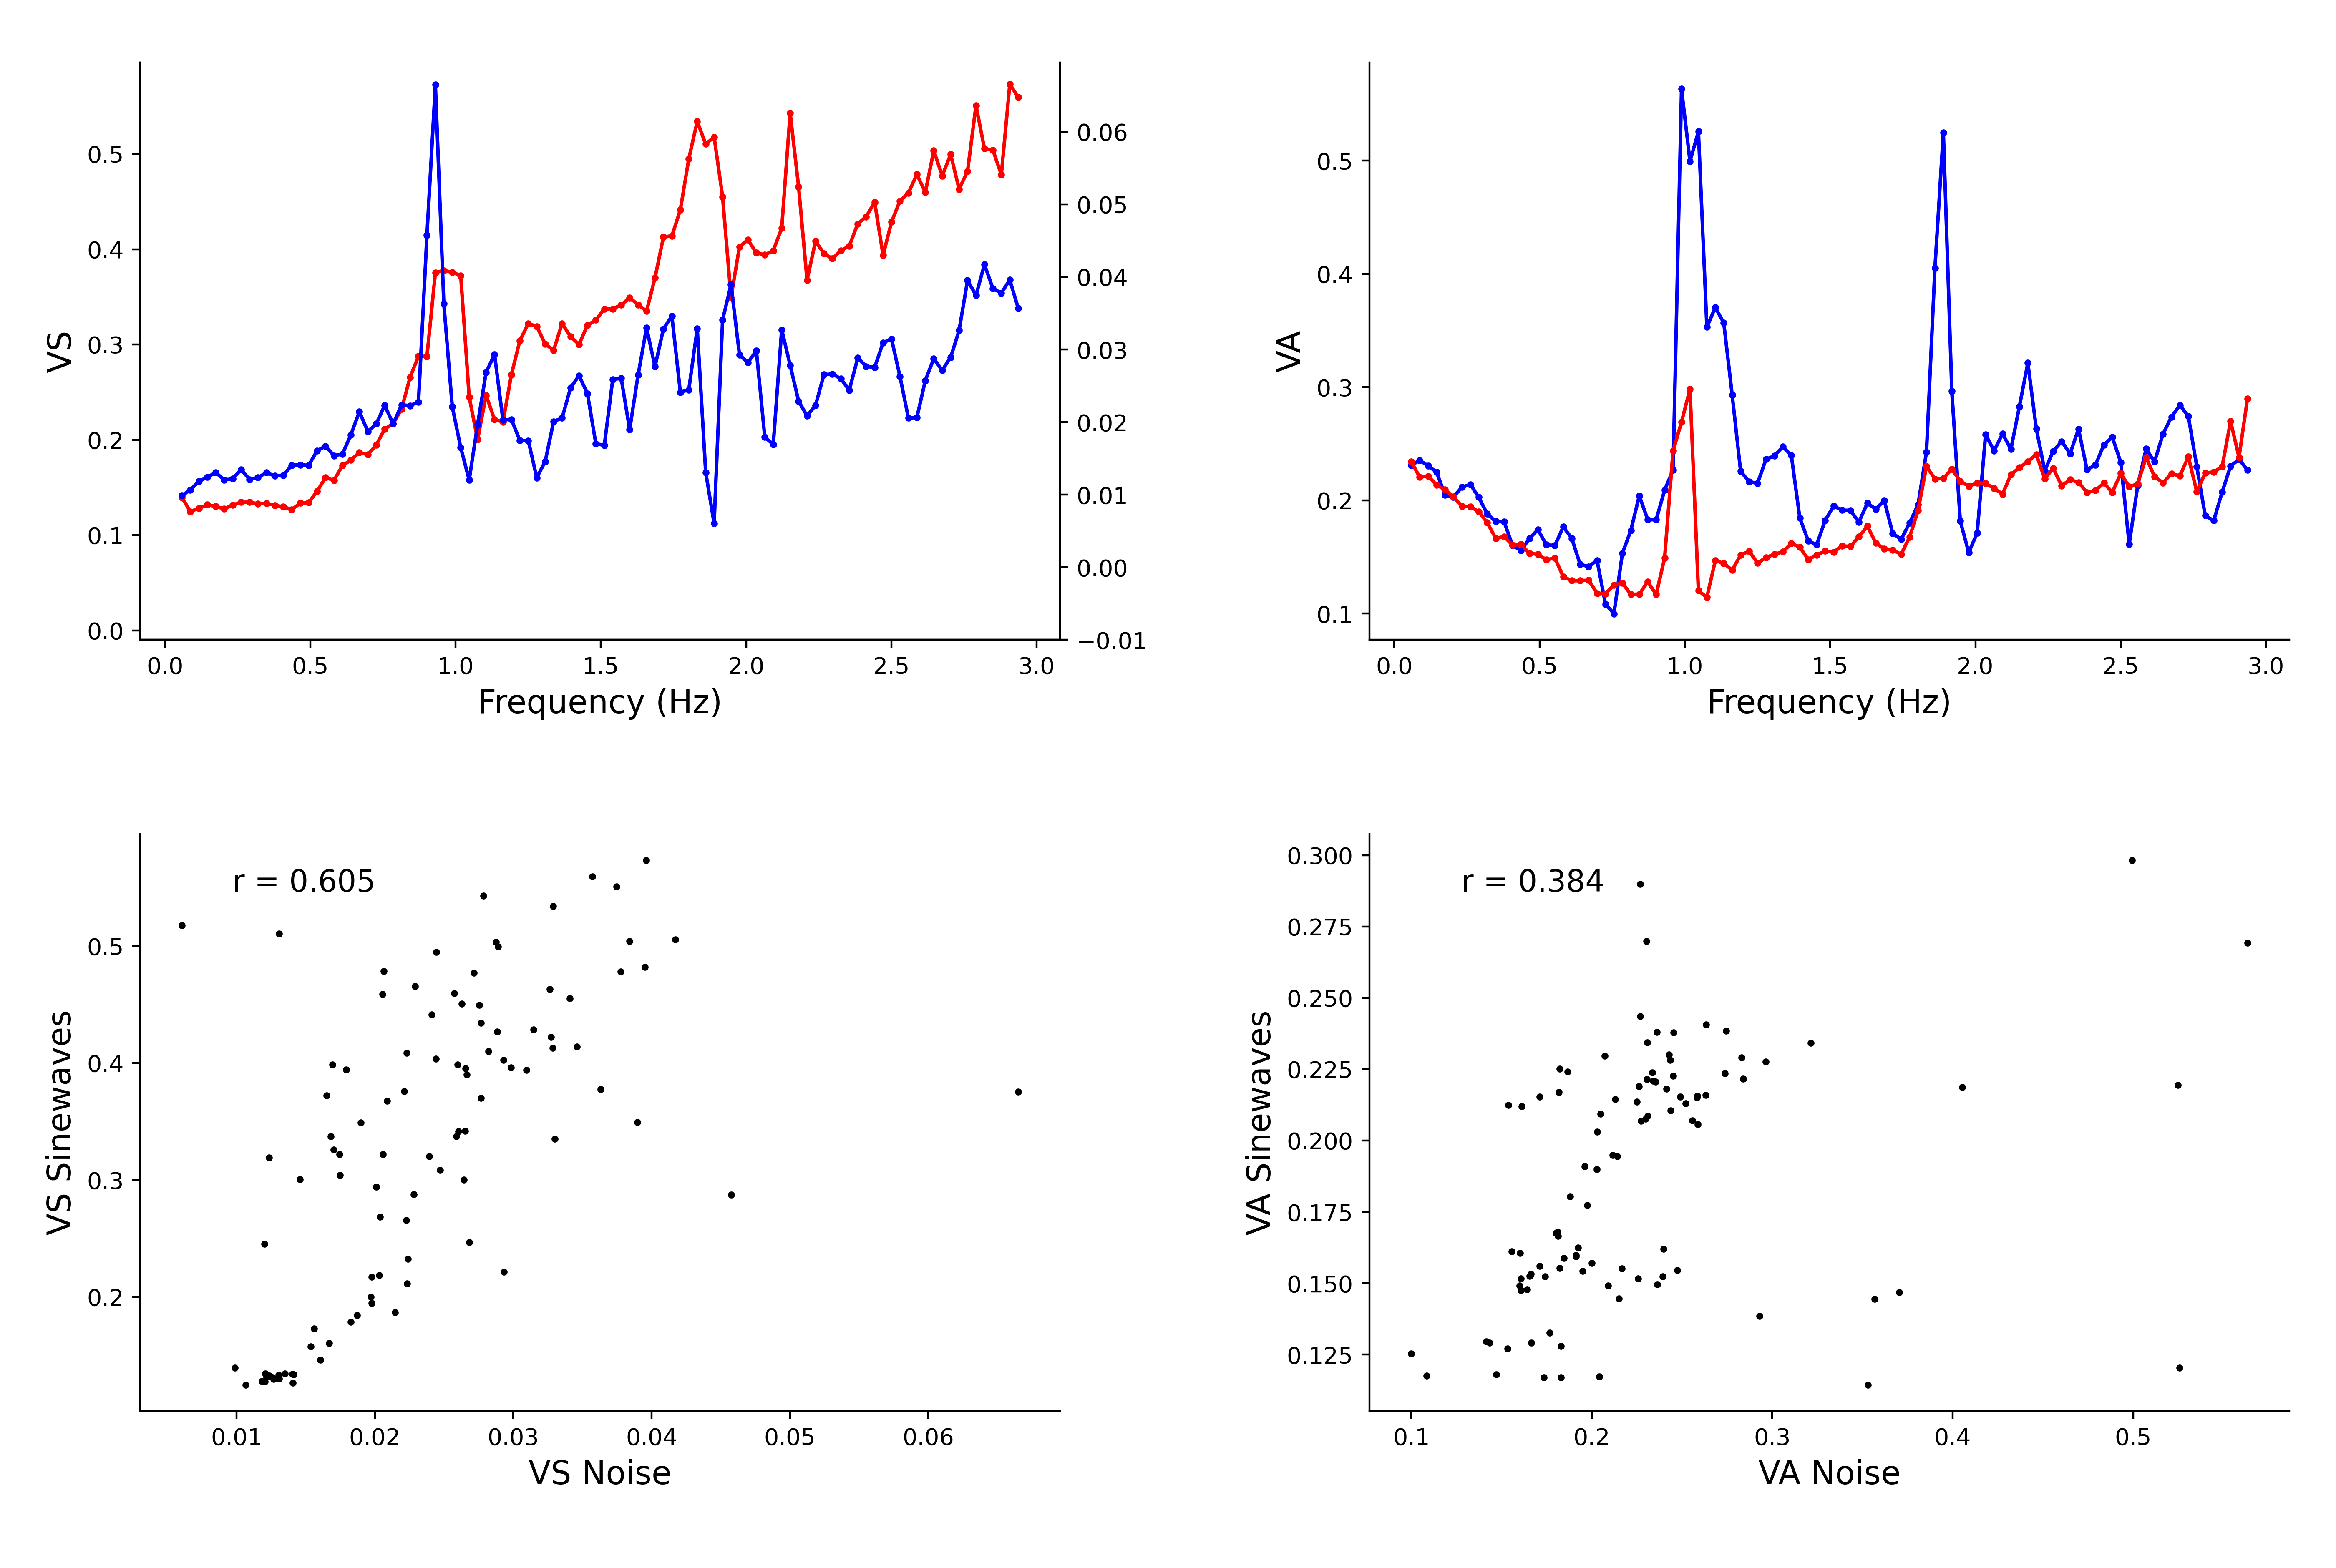 VS
0.5
0.4
0.3
0.2
0.1
0.0
0.06
0.05
0.04
0.03
0.02
0.01
0.00
−0.01
0.0 0.5 1.0 1.5 2.0 2.5 3.0
Frequency (Hz)
VA
0.5
0.4
0.3
0.2
0.1
0.0 0.5 1.0 1.5 2.0 2.5 3.0
Frequency (Hz)
r = 0.605
VS Sinewaves
0.5
0.4
0.3
0.2
0.01 0.02 0.03 0.04 0.05 0.06
VS Noise
r = 0.384
VA Sinewaves
0.300
0.275
0.250
0.225
0.200
0.175
0.150
0.125
0.1 0.2 0.3 0.4 0.5
VA Noise